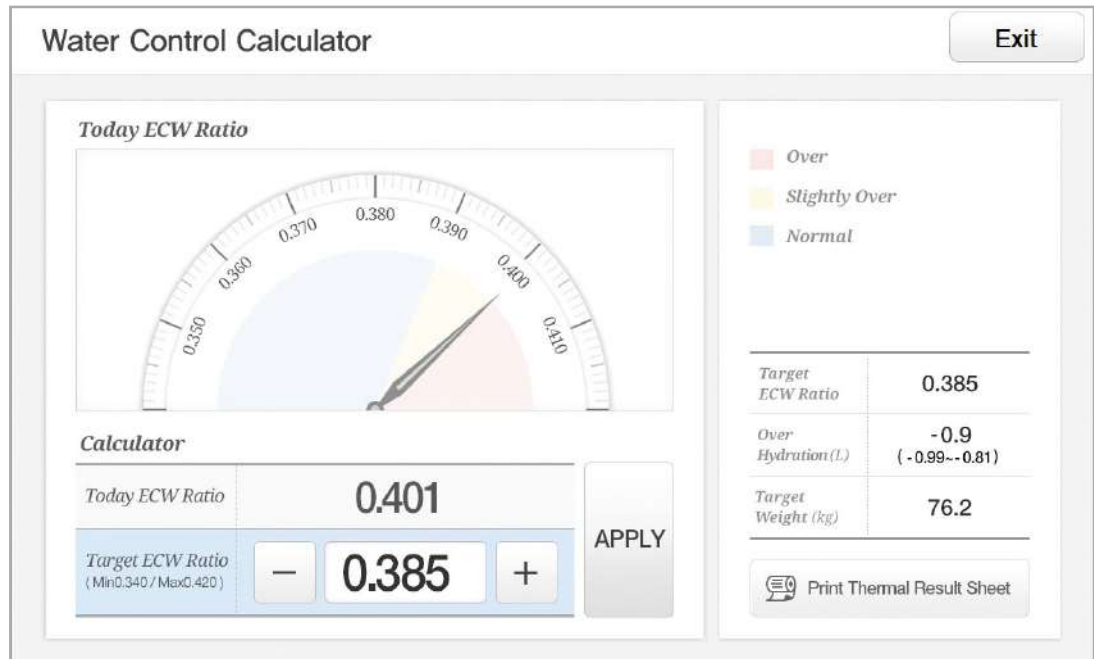 Water Control Calculator
Exit
Today ECW Ratio
0.350
0.360
0.370
0.380
0.390
0.400
0.410
Over
Slightly Over
Normal
Calculator
Today ECW Ratio
0.401
Target ECW Ratio
( Min0.340 / Max0.420 )
−
0.385
+
APPLY
Target
ECW Ratio
0.385
Over
Hydration (L)
-0.9
( -0.99~-0.81)
Target
Weight (kg)
76.2
Print Thermal Result Sheet